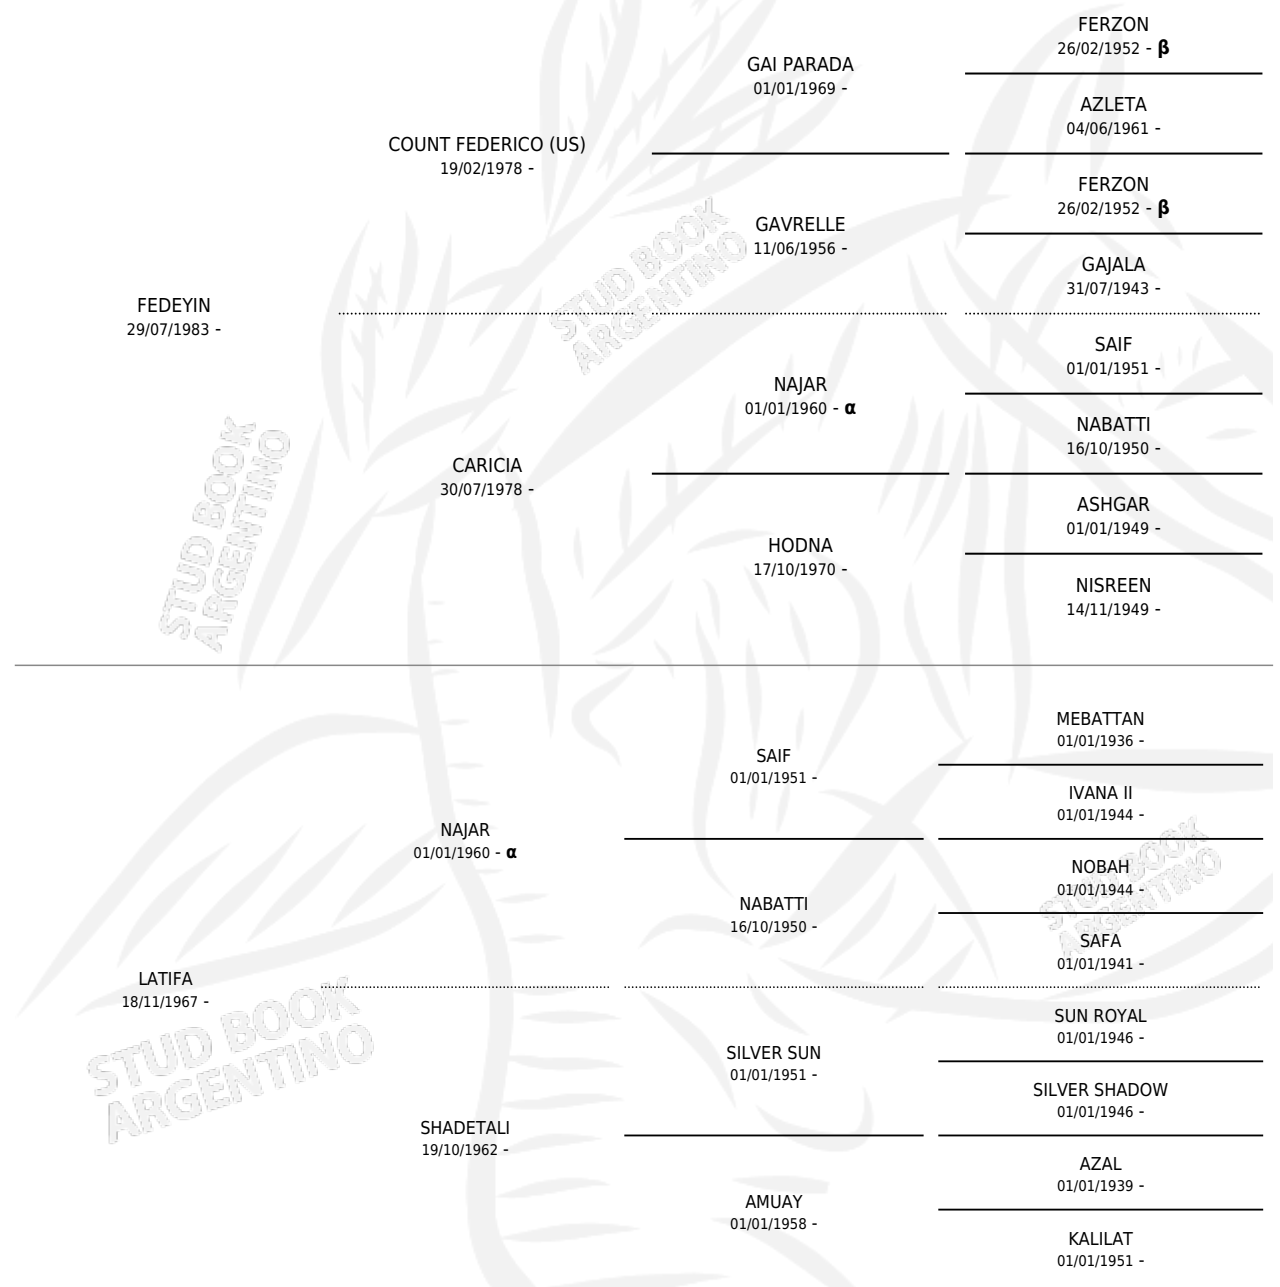 FERZON
26/02/1952 - β
GAI PARADA
01/01/1969 -
AZLETA
04/06/1961 -
COUNT FEDERICO (US)
19/02/1978 -
FERZON
26/02/1952 - β
GAVRELLE
11/06/1956 -
GAJALA
31/07/1943 -
STUD BOOK
ARGENTINO
FEDEYIN
29/07/1983 -
SAIF
01/01/1951 -
NAJAR
01/01/1960 - α
NABATTI
16/10/1950 -
CARICIA
30/07/1978 -
ASHGAR
01/01/1949 -
HODNA
17/10/1970 -
NISREEN
14/11/1949 -
STUD BOOK
ARGENTINO
MEBATTAN
01/01/1936 -
SAIF
01/01/1951 -
IVANA II
01/01/1944 -
NAJAR
01/01/1960 - α
NOBAH
01/01/1944 -
NABATTI
16/10/1950 -
SAFA
01/01/1941 -
STUD BOOK
ARGENTINO
LATIFA
18/11/1967 -
SUN ROYAL
01/01/1946 -
SILVER SUN
01/01/1951 -
SILVER SHADOW
01/01/1946 -
STUD BOOK
ARGENTINO
SHADETALI
19/10/1962 -
AZAL
01/01/1939 -
AMUAY
01/01/1958 -
KALILAT
01/01/1951 -